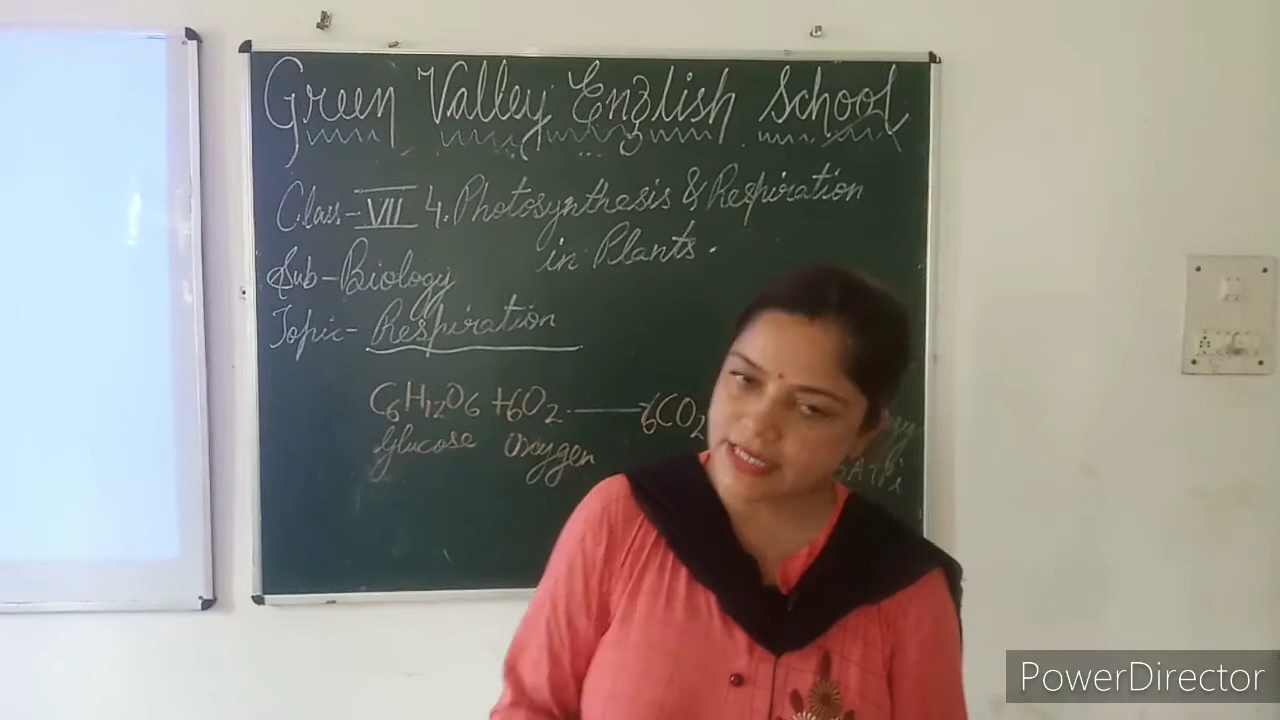 Green Valley English School
Class-VII 4. Photosynthesis & Respiration
in Plants.
Sub-Biology
Topic- Respiration
C6H12O6 +6O2 ⟶ 6CO2
Glucose Oxygen
PowerDirector